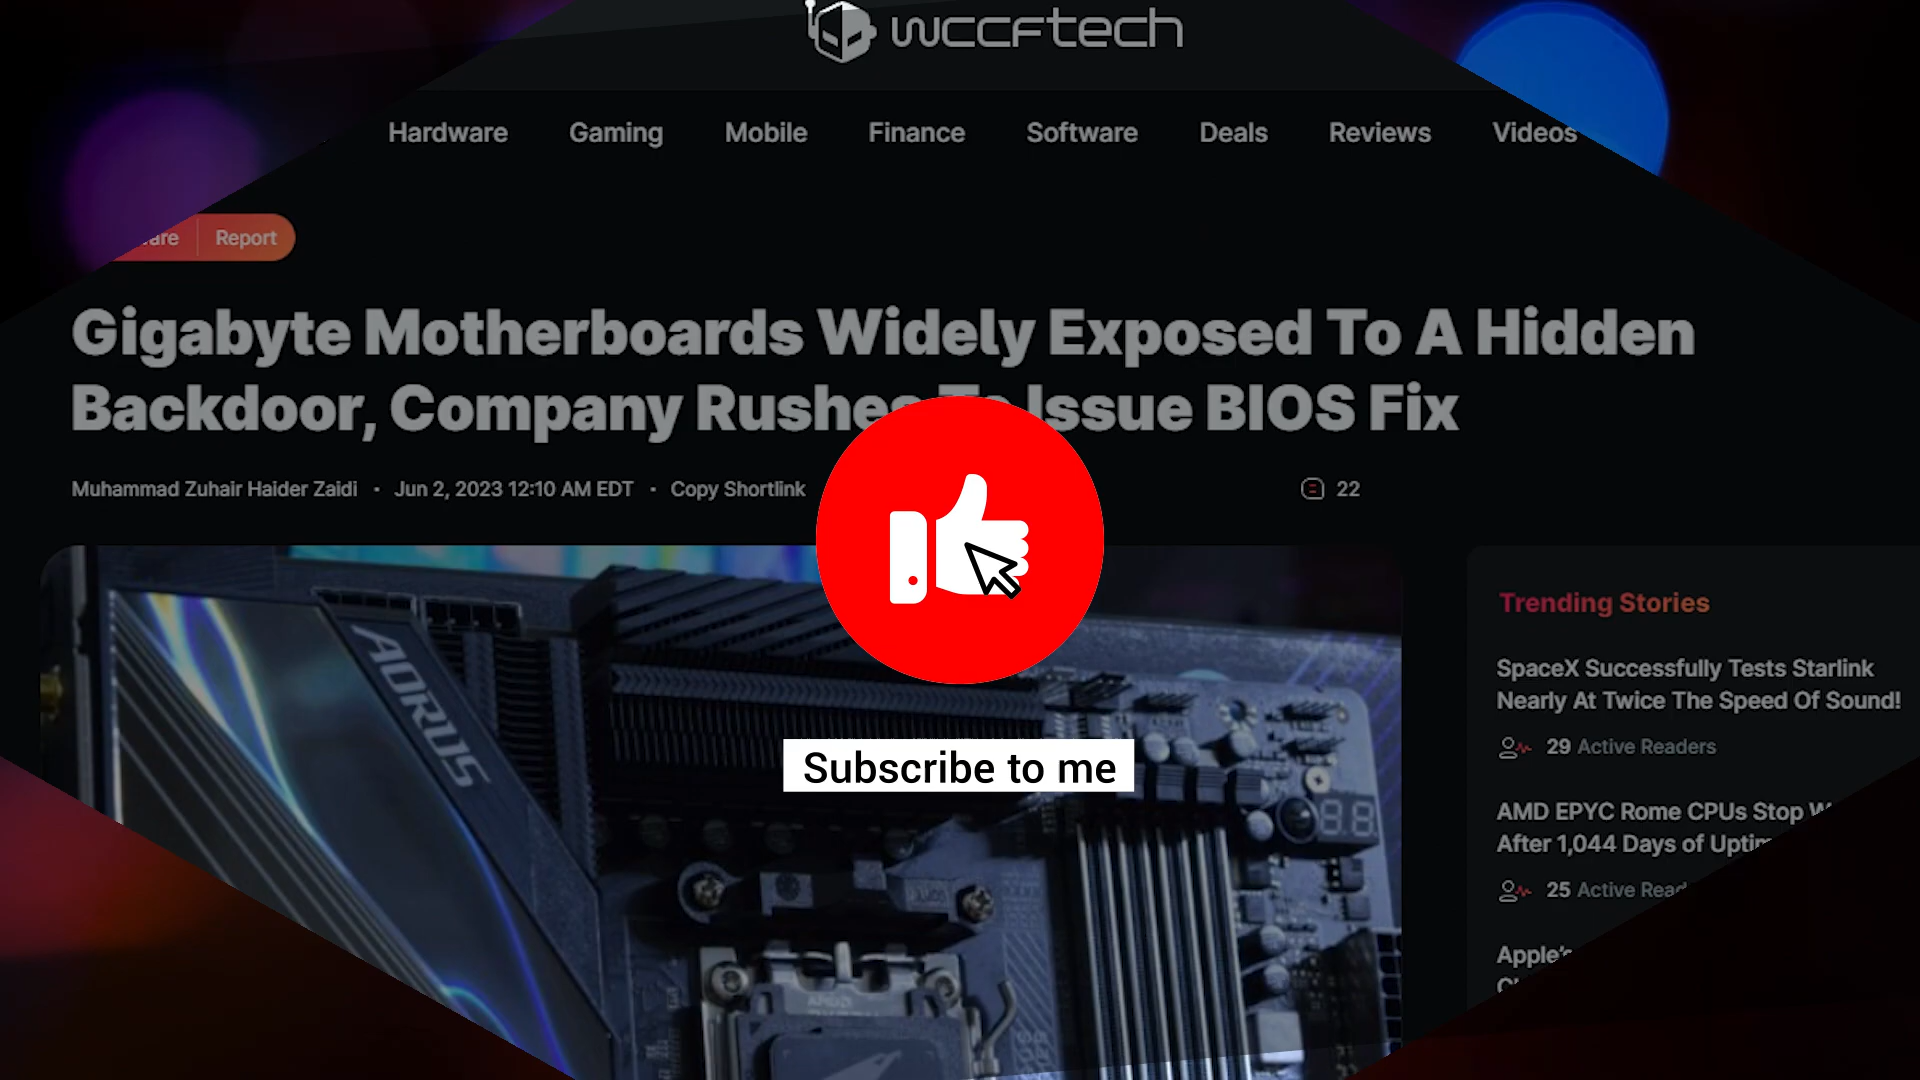 wccftech
Hardware Gaming Mobile Finance Software Deals Reviews Videos
Report
Gigabyte Motherboards Widely Exposed To A Hidden
Backdoor, Company Rushes To Issue BIOS Fix
Muhammad Zuhair Haider Zaidi • Jun 2, 2023 12:10 AM EDT • Copy Shortlink
22
AORUS
Trending Stories
SpaceX Successfully Tests Starlink
Nearly At Twice The Speed Of Sound!
29 Active Readers
Subscribe to me
AMD EPYC Rome CPUs Stop
After 1,044 Days of
25 Active
Apple's